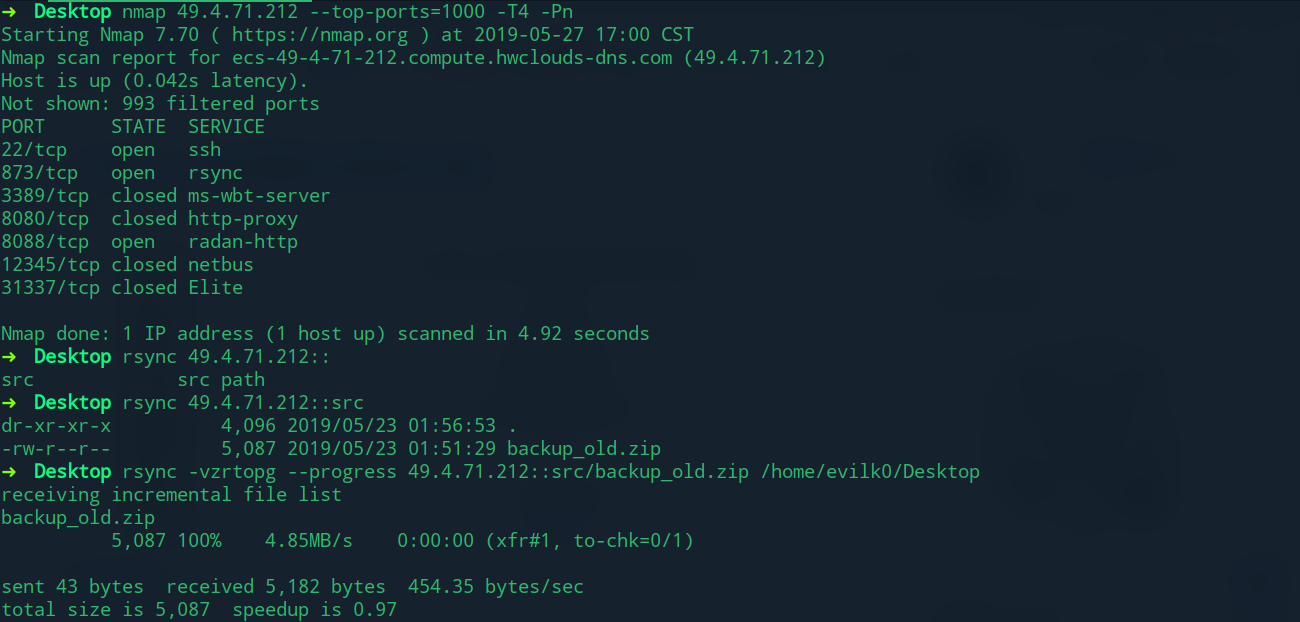 ➜ Desktop nmap 49.4.71.212 --top-ports=1000 -T4 -Pn
Starting Nmap 7.70 ( https://nmap.org ) at 2019-05-27 17:00 CST
Nmap scan report for ecs-49-4-71-212.compute.hwclouds-dns.com (49.4.71.212)
Host is up (0.042s latency).
Not shown: 993 filtered ports
PORT      STATE  SERVICE
22/tcp    open   ssh
873/tcp   open   rsync
3389/tcp  closed ms-wbt-server
8080/tcp  closed http-proxy
8088/tcp  open   radan-http
12345/tcp closed netbus
31337/tcp closed Elite

Nmap done: 1 IP address (1 host up) scanned in 4.92 seconds
➜ Desktop rsync 49.4.71.212::
src             src path
➜ Desktop rsync 49.4.71.212::src
dr-xr-xr-x          4,096 2019/05/23 01:56:53 .
-rw-r--r--          5,087 2019/05/23 01:51:29 backup_old.zip
➜ Desktop rsync -vzrtopg --progress 49.4.71.212::src/backup_old.zip /home/evilk0/Desktop
receiving incremental file list
backup_old.zip
          5,087 100%    4.85MB/s    0:00:00 (xfr#1, to-chk=0/1)

sent 43 bytes  received 5,182 bytes  454.35 bytes/sec
total size is 5,087  speedup is 0.97